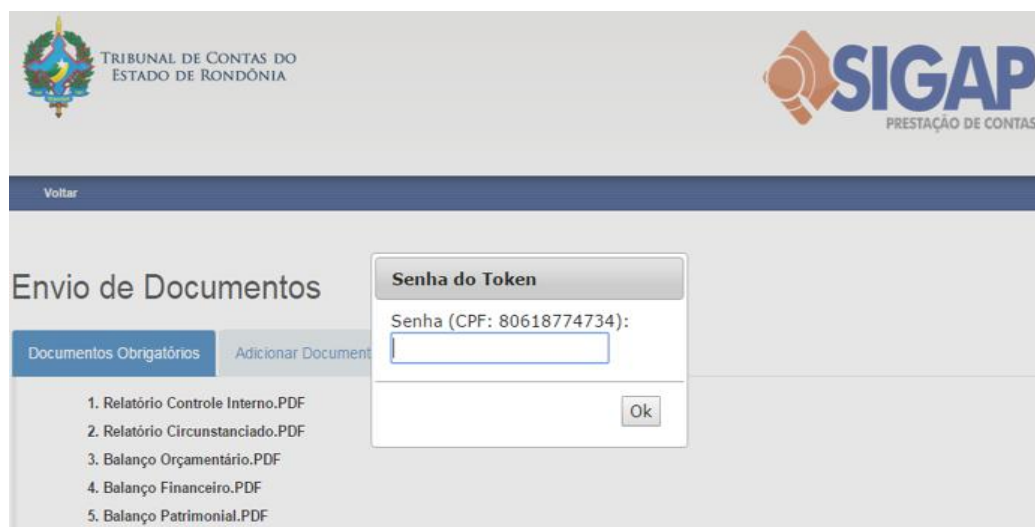 TRIBUNAL DE CONTAS DO
ESTADO DE RONDÔNIA
SIGAP
PRESTAÇÃO DE CONTAS
Voltar
Envio de Documentos
Senha do Token
Senha (CPF: 80618774734):
Ok
Documentos Obrigatórios
Adicionar Document
1. Relatório Controle Interno.PDF
2. Relatório Circunstanciado.PDF
3. Balanço Orçamentário.PDF
4. Balanço Financeiro.PDF
5. Balanço Patrimonial.PDF